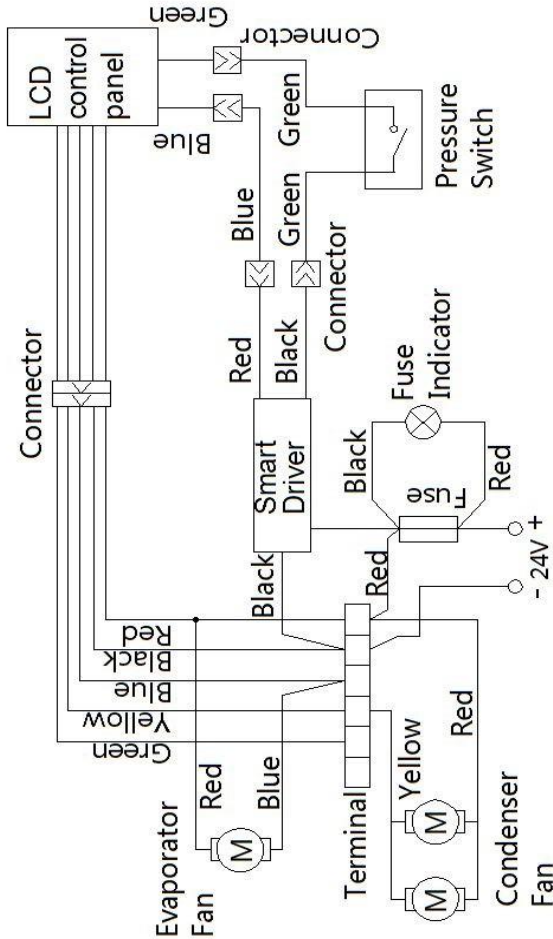 Connector
LCD
control
panel
Green
Yellow
Blue
Black
Red
Evaporator
Fan
Red
Blue
Blue
Green
Connector
Black
Smart
Driver
Red
Blue
Black
Green
Green
Connector
Pressure
Switch
Terminal
Red
Black
Fuse
Red
Fuse
Indicator
Yellow
Red
M
M
M
Condenser
Fan
- 24V +